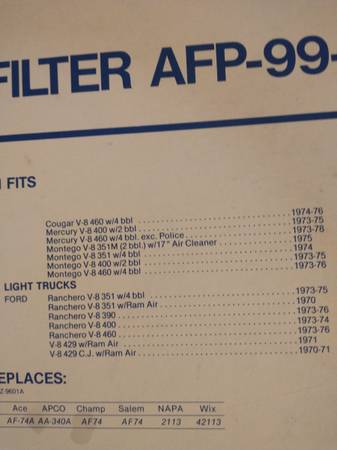 FILTER AFP-99-
FITS
Cougar V-8 460 w/4 bbl ........ 1974-76
Mercury V-8 400 w/2 bbl ........ 1973-75
Mercury V-8 460 w/4 bbl. exc. Police ........ 1973-78
Montego V-8 351M (2 bbl.) w/17" Air Cleaner ........ 1975
Montego V-8 351 w/4 bbl ........ 1974
Montego V-8 400 w/2 bbl ........ 1973-75
Montego V-8 460 w/4 bbl ........ 1973-76
LIGHT TRUCKS
FORD Ranchero V-8 351 w/4 bbl ........ 1973-75
Ranchero V-8 351 w/Ram Air ........ 1970
Ranchero V-8 390 ........ 1973-76
Ranchero V-8 400 ........ 1973-74
Ranchero V-8 460 ........ 1973-76
V-8 429 w/Ram Air ........ 1971
V-8 429 C.J. w/Ram Air ........ 1970-71
EPLACES:
Z-9601A
Ace APCO Champ Salem NAPA Wix
AF-74A AA-340A AF74 AF74 2113 42113